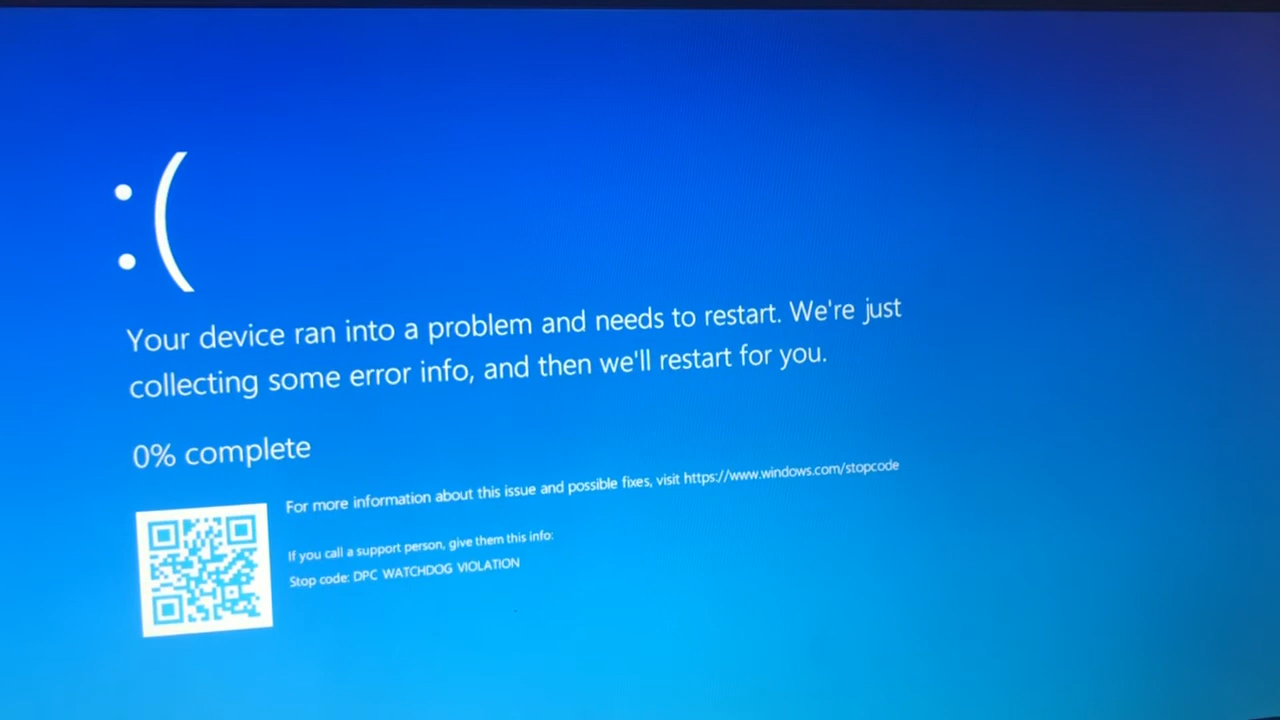 :(
Your device ran into a problem and needs to restart. We're just
collecting some error info, and then we'll restart for you.
0% complete
For more information about this issue and possible fixes, visit https://www.windows.com/stopcode
If you call a support person, give them this info:
Stop code: DPC WATCHDOG VIOLATION